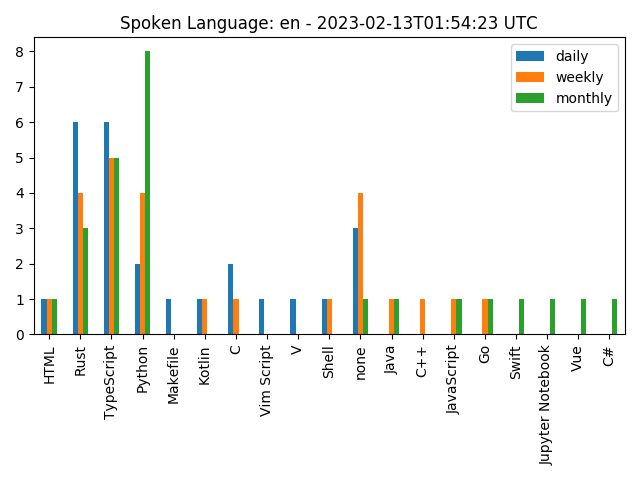 Spoken Language: en - 2023-02-13T01:54:23 UTC
daily
weekly
monthly
8
7
6
5
4
3
2
1
0
HTML
Rust
TypeScript
Python
Makefile
Kotlin
C
Vim Script
V
Shell
none
Java
C++
JavaScript
Go
Swift
Jupyter Notebook
Vue
C#